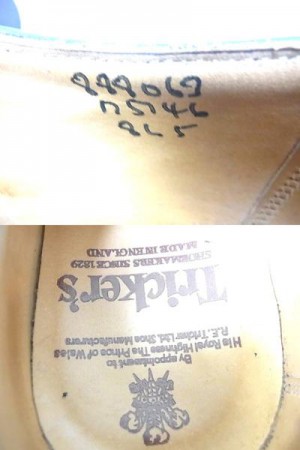 M5146
By appointment to
His Royal Highness The Prince of Wales
R.E. Tricker Ltd. Shoe Manufacturers
Tricker's
SHOEMAKERS SINCE 1829
MADE IN ENGLAND